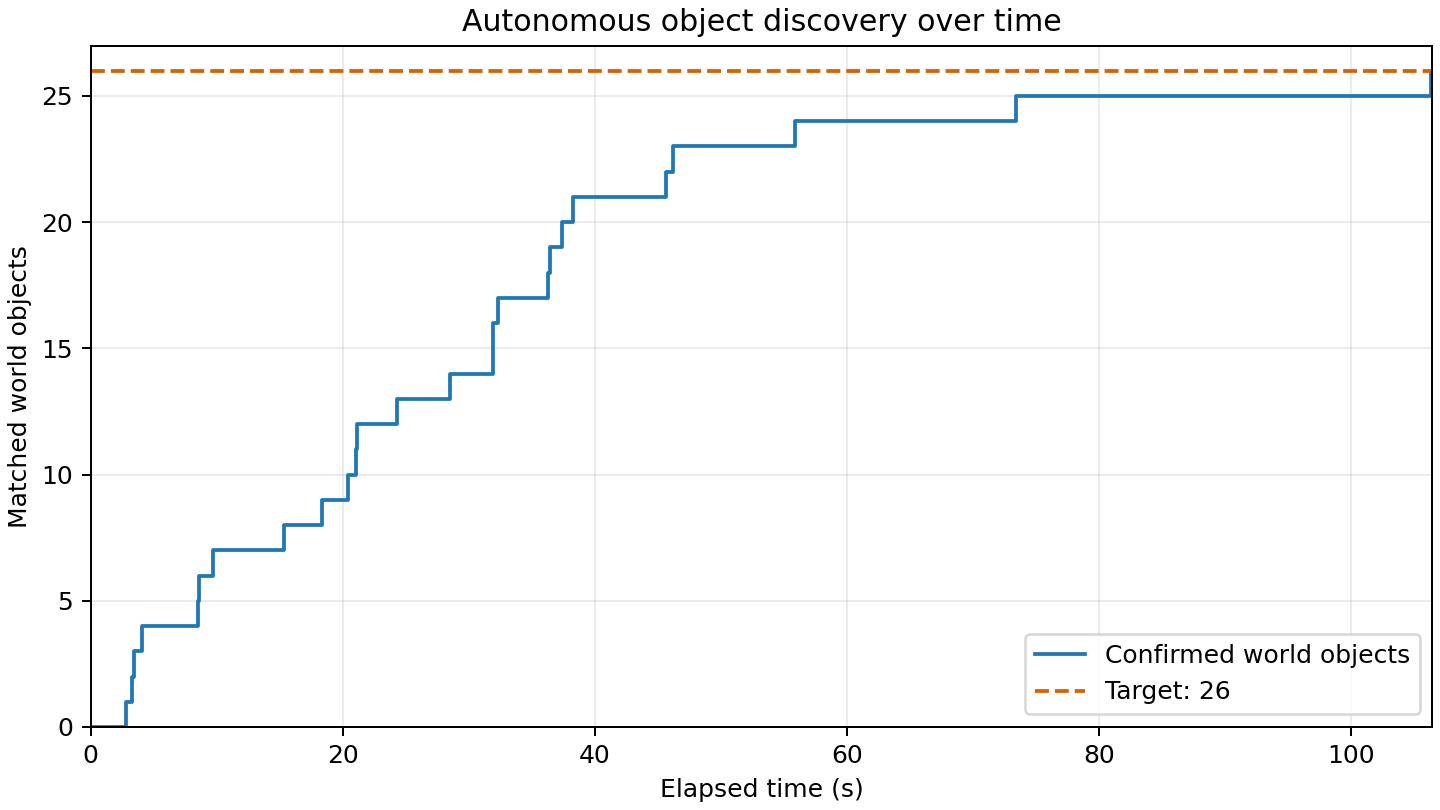 Autonomous object discovery over time
Matched world objects
25
20
15
10
5
0
0 20 40 60 80 100
Elapsed time (s)
Confirmed world objects
Target: 26